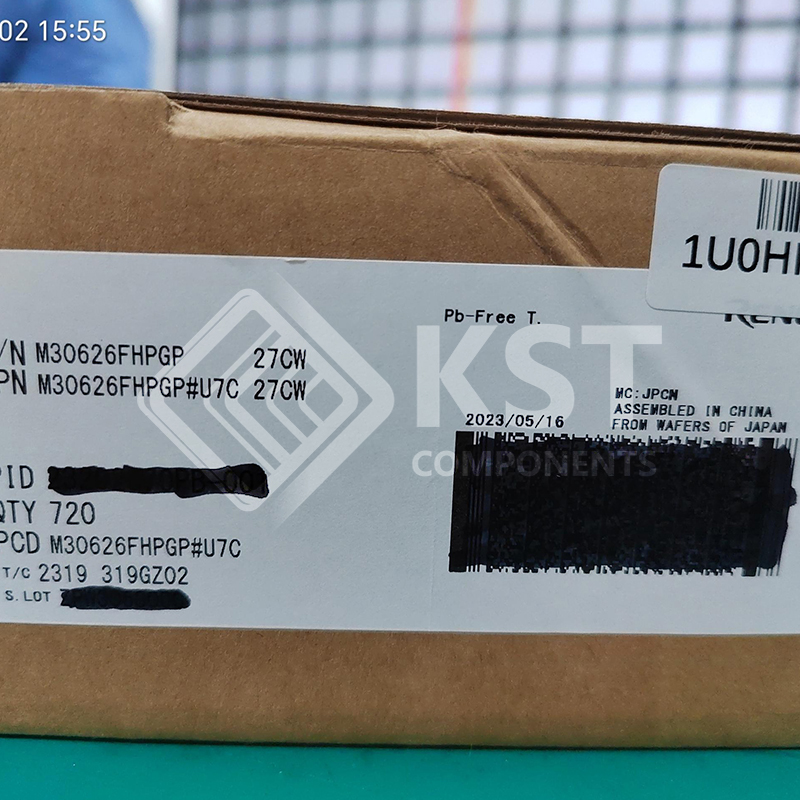 02 15:55
1U0H
/N M30626FHPGP 27CW
PN M30626FHPGP#U7C 27CW
Pb-Free T.
KST
COMPONENTS
MC:JPCN
ASSEMBLED IN CHINA
FROM WAFERS OF JAPAN
2023/05/16
PID
QTY 720
PCD M30626FHPGP#U7C
T/C 2319 319GZ02
S. LOT